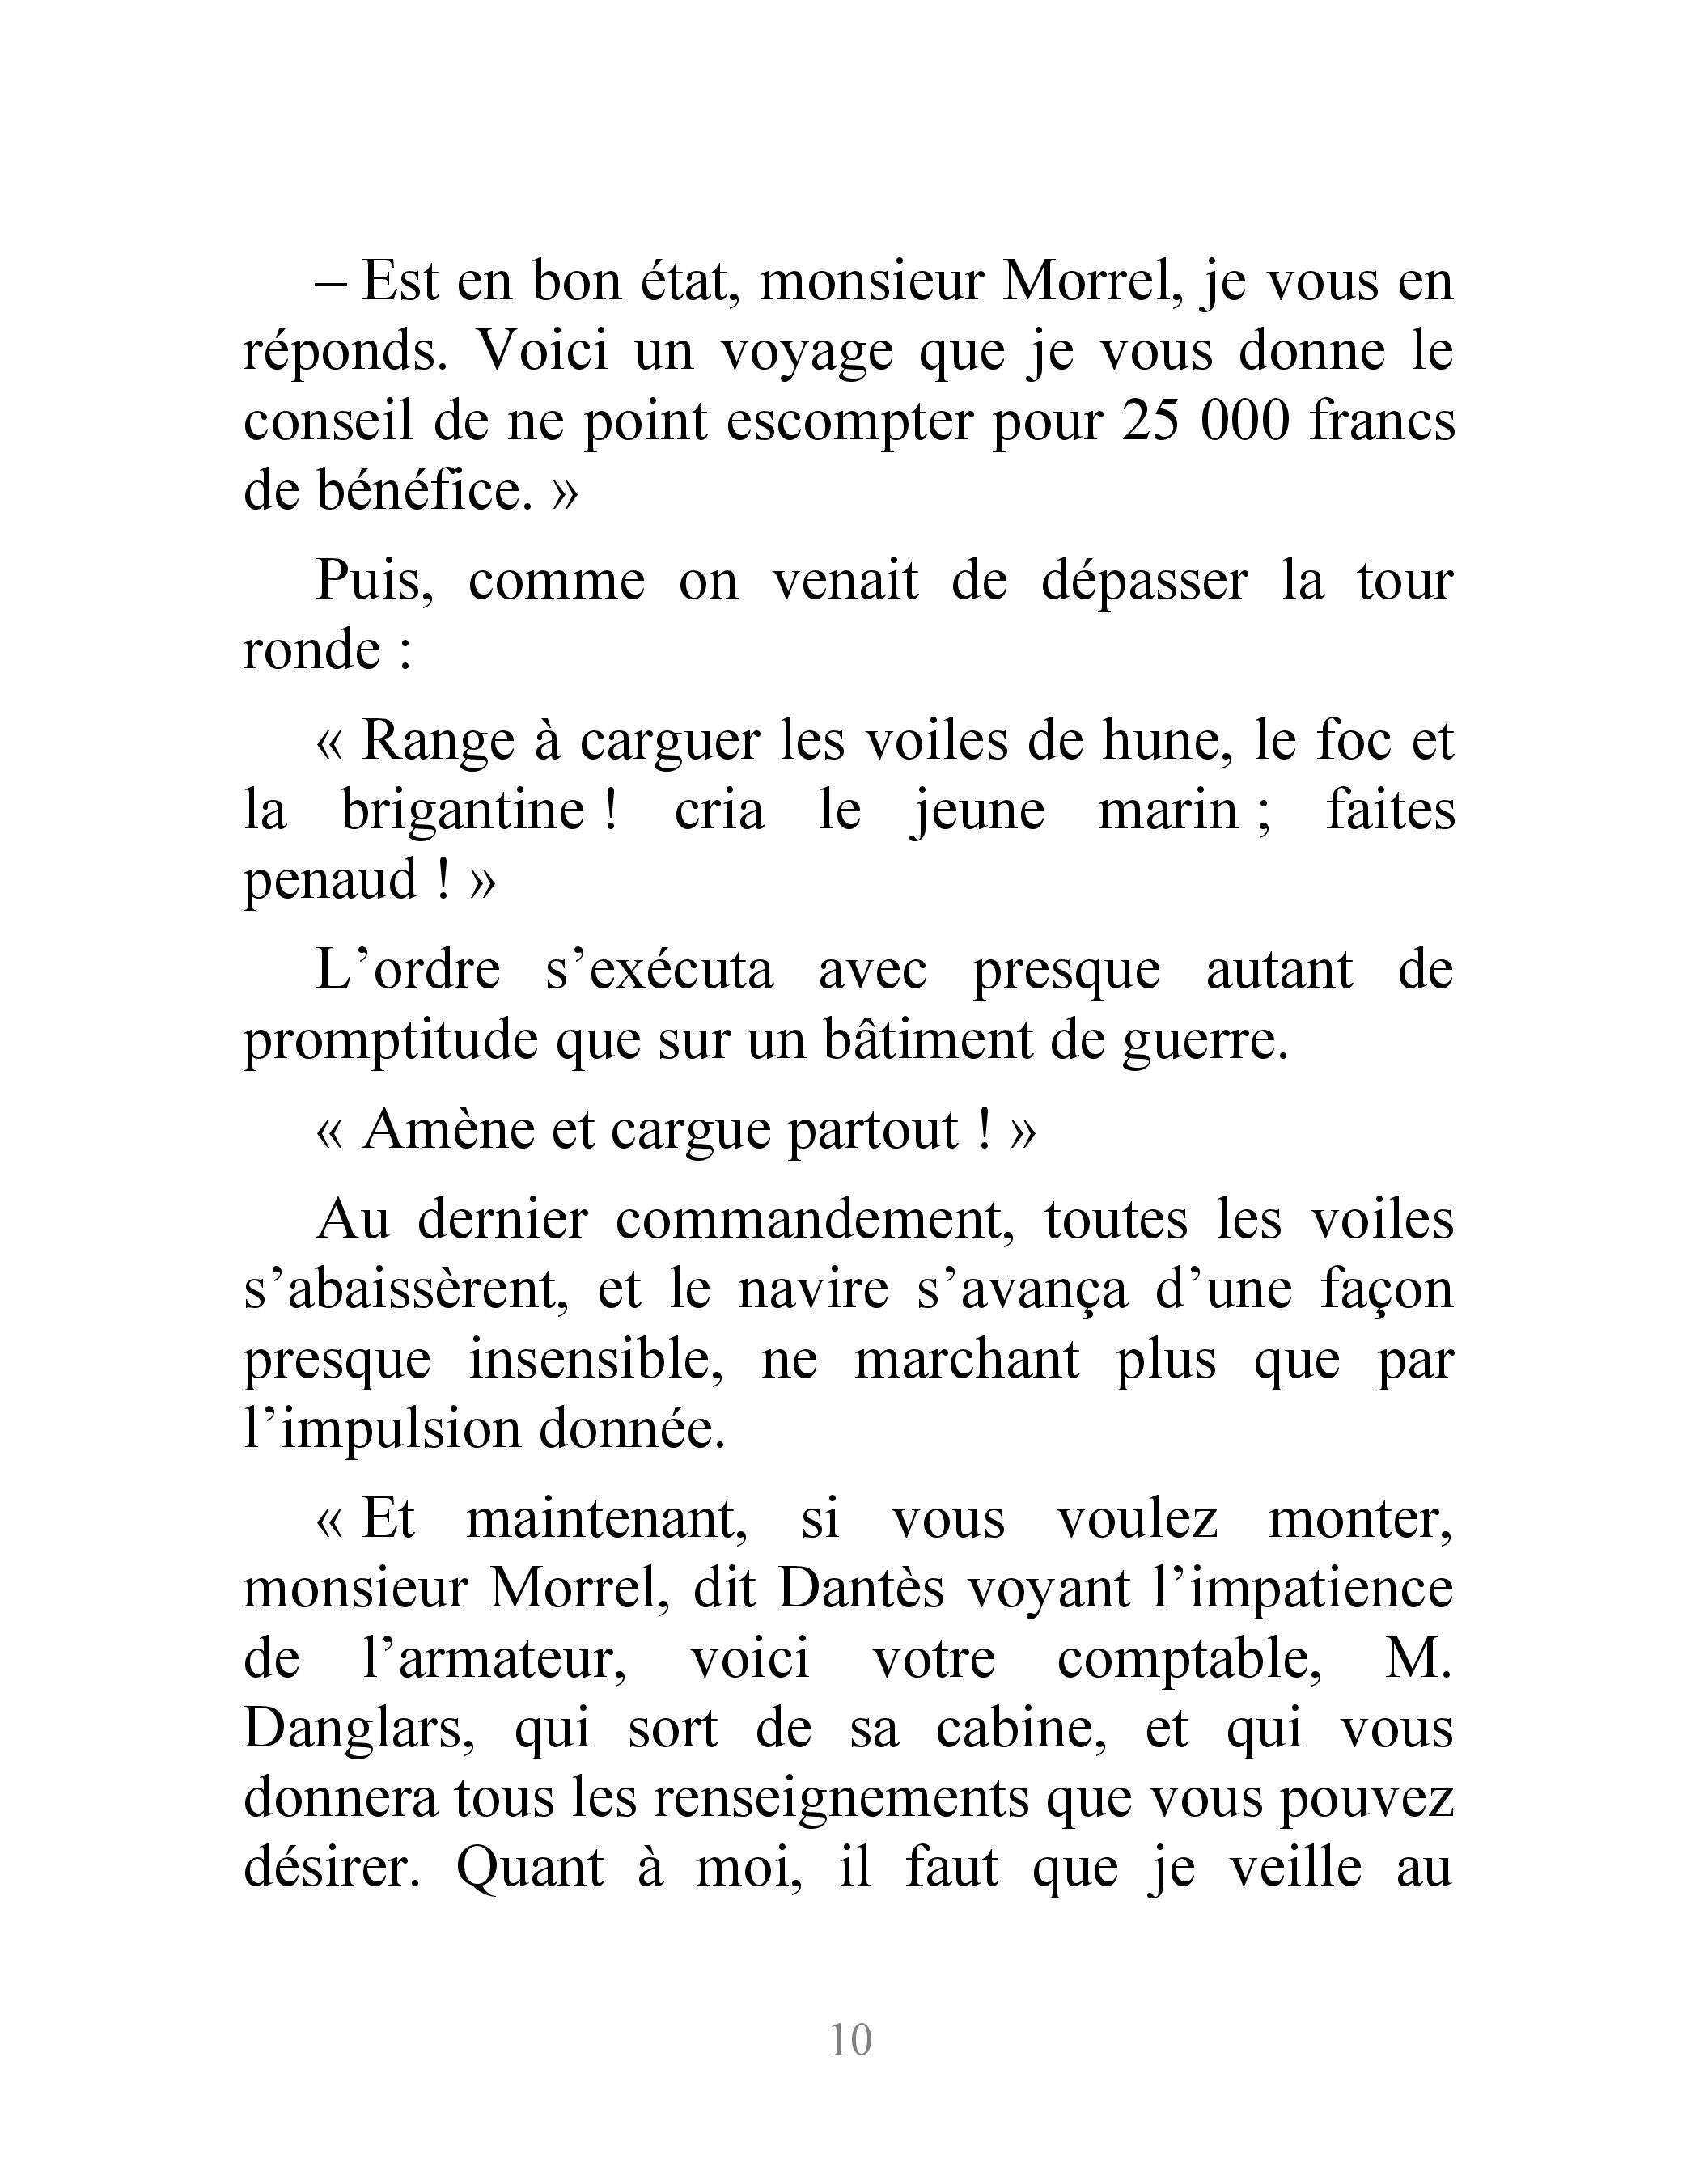 – Est en bon état, monsieur Morrel, je vous en
réponds. Voici un voyage que je vous donne le
conseil de ne point escompter pour 25 000 francs
de bénéfice. »
Puis, comme on venait de dépasser la tour
ronde :
« Range à carguer les voiles de hune, le foc et
la brigantine ! cria le jeune marin ; faites
penaud ! »
L’ordre s’exécuta avec presque autant de
promptitude que sur un bâtiment de guerre.
« Amène et cargue partout ! »
Au dernier commandement, toutes les voiles
s’abaissèrent, et le navire s’avança d’une façon
presque insensible, ne marchant plus que par
l’impulsion donnée.
« Et maintenant, si vous voulez monter,
monsieur Morrel, dit Dantès voyant l’impatience
de l’armateur, voici votre comptable, M.
Danglars, qui sort de sa cabine, et qui vous
donnera tous les renseignements que vous pouvez
désirer. Quant à moi, il faut que je veille au
10